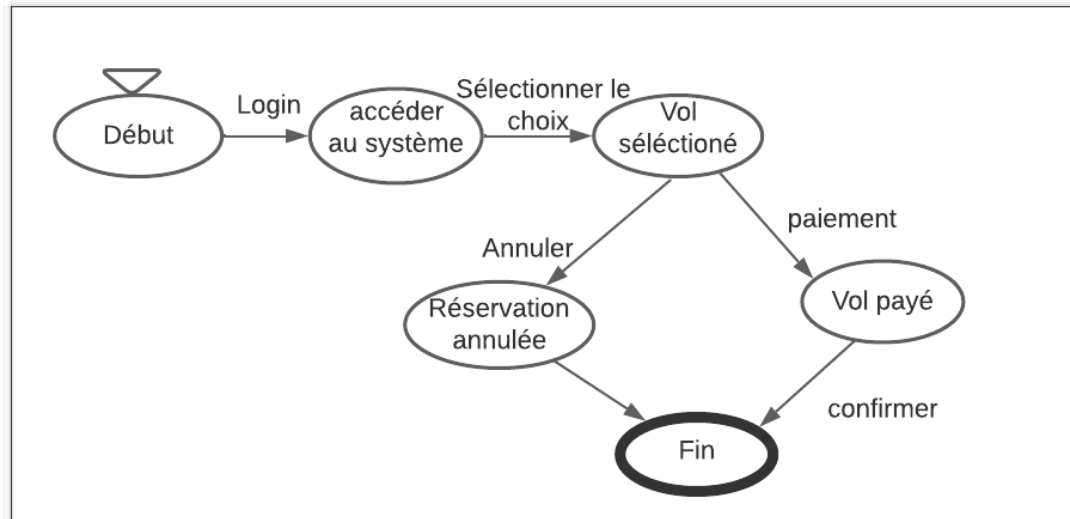 Début
Login
accéder
au système
Sélectionner le
choix
Vol
séléctioné
Annuler
paiement
Réservation
annulée
Vol payé
confirmer
Fin